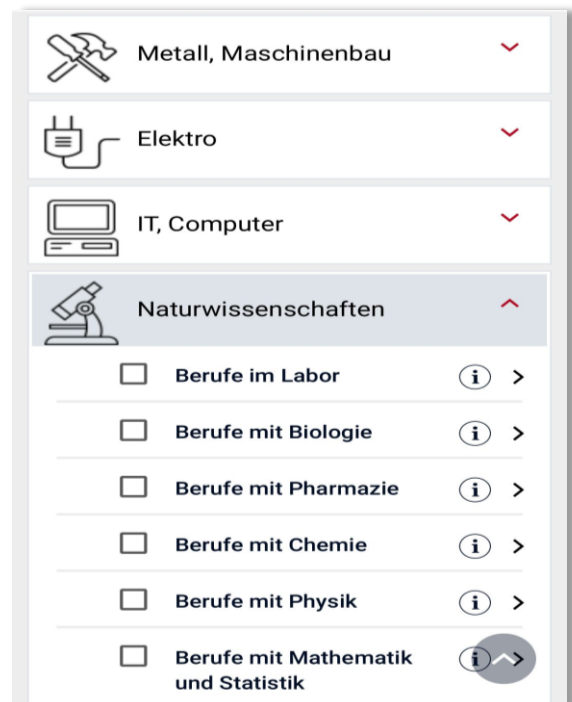 Metall, Maschinenbau
Elektro
IT, Computer
Naturwissenschaften
Berufe im Labor
Berufe mit Biologie
Berufe mit Pharmazie
Berufe mit Chemie
Berufe mit Physik
Berufe mit Mathematik
und Statistik